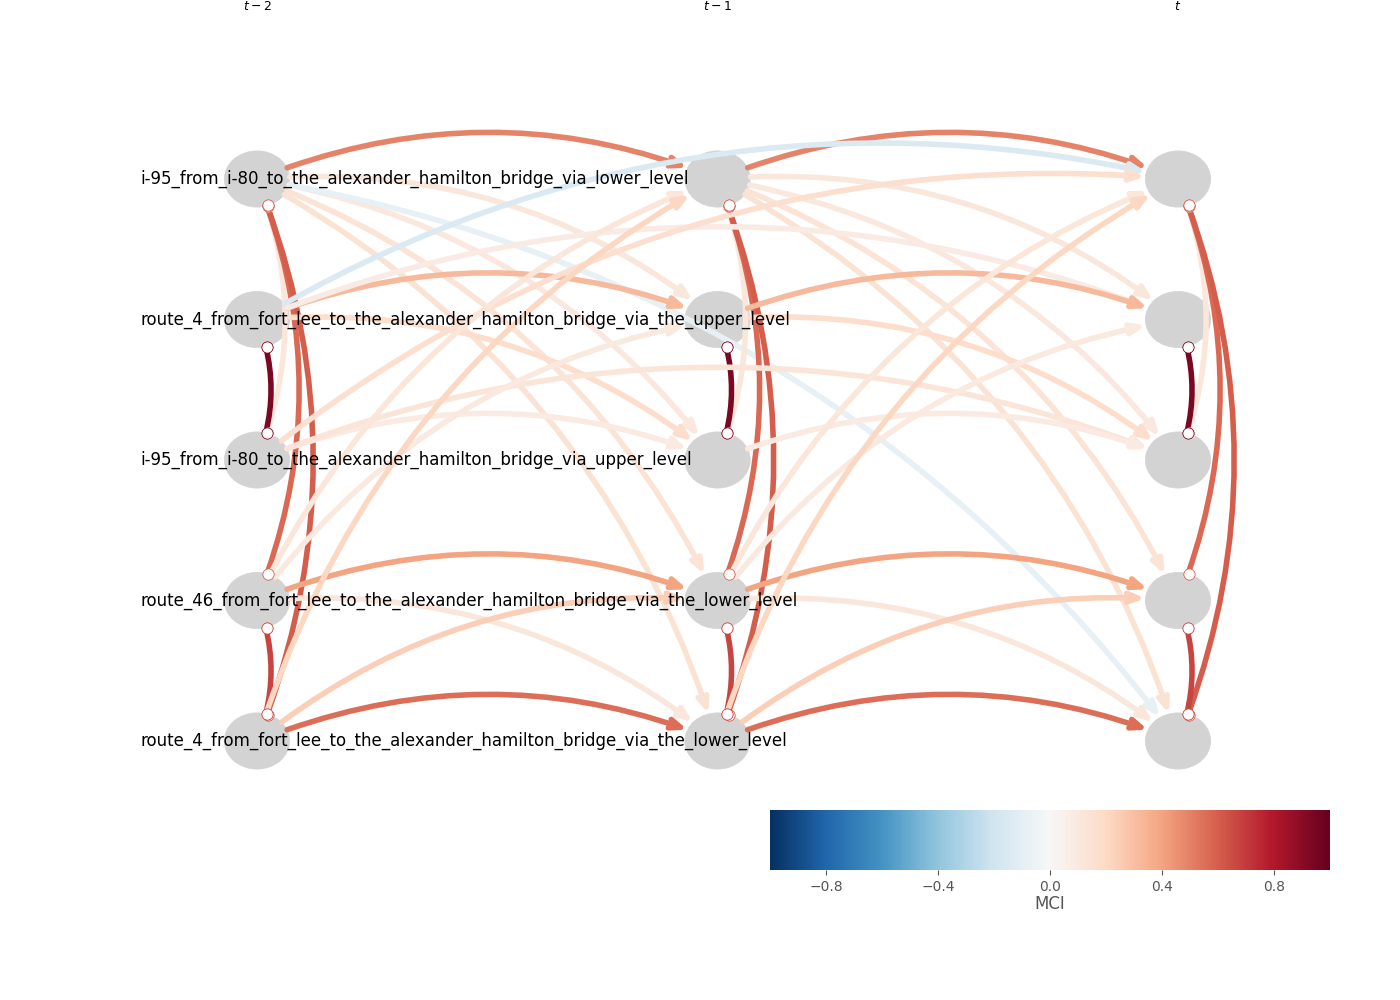 t − 2
t − 1
t
i-95_from_i-80_to_the_alexander_hamilton_bridge_via_lower_level
route_4_from_fort_lee_to_the_alexander_hamilton_bridge_via_the_upper_level
i-95_from_i-80_to_the_alexander_hamilton_bridge_via_upper_level
route_46_from_fort_lee_to_the_alexander_hamilton_bridge_via_the_lower_level
route_4_from_fort_lee_to_the_alexander_hamilton_bridge_via_the_lower_level
−0.8 −0.4 0.0 0.4 0.8
MCI